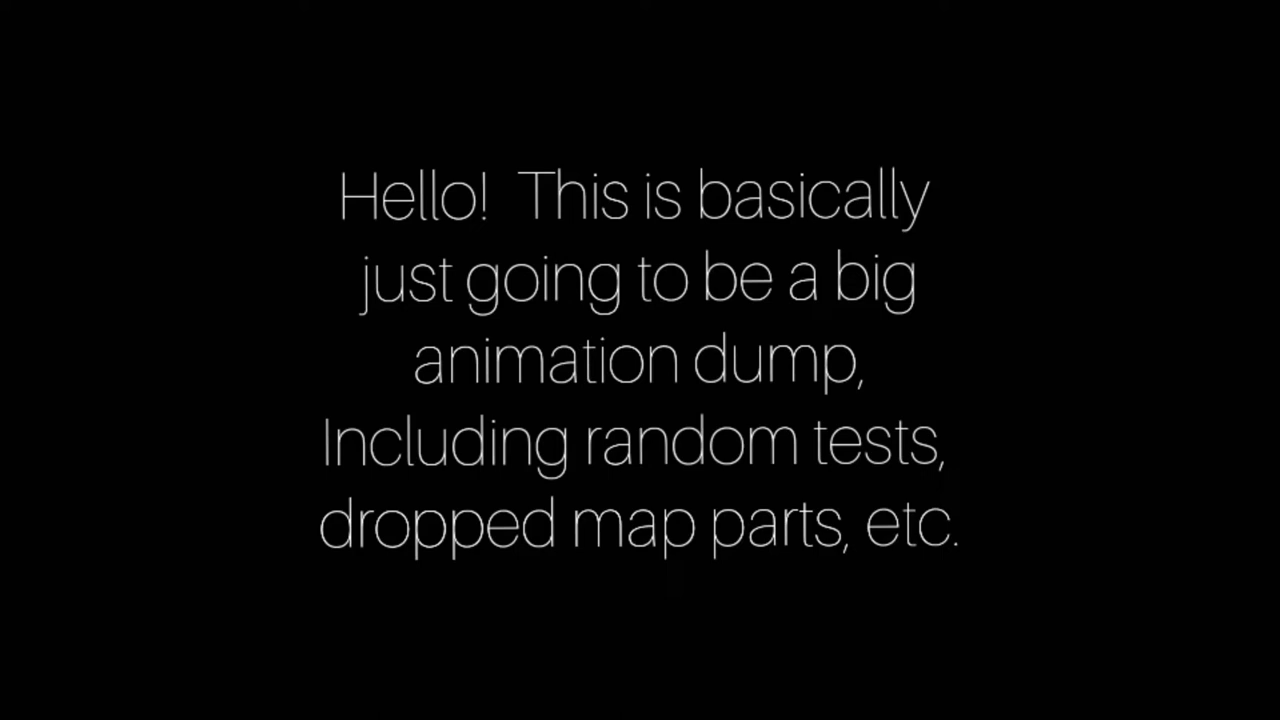 Hello!  This is basically
just going to be a big
animation dump,
Including random tests,
dropped map parts, etc.